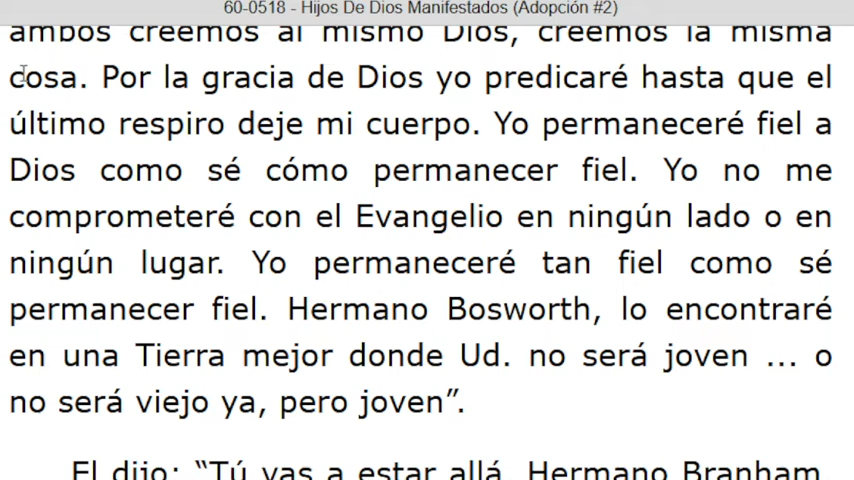 60-0518 - Hijos De Dios Manifestados (Adopción #2)
ambos creemos al mismo Dios, creemos la misma
cosa. Por la gracia de Dios yo predicaré hasta que el
último respiro deje mi cuerpo. Yo permaneceré fiel a
Dios como sé cómo permanecer fiel. Yo no me
comprometeré con el Evangelio en ningún lado o en
ningún lugar. Yo permaneceré tan fiel como sé
permanecer fiel. Hermano Bosworth, lo encontraré
en una Tierra mejor donde Ud. no será joven ... o
no será viejo ya, pero joven”.
El dijo: “Tú vas a estar allá, Hermano Branham,